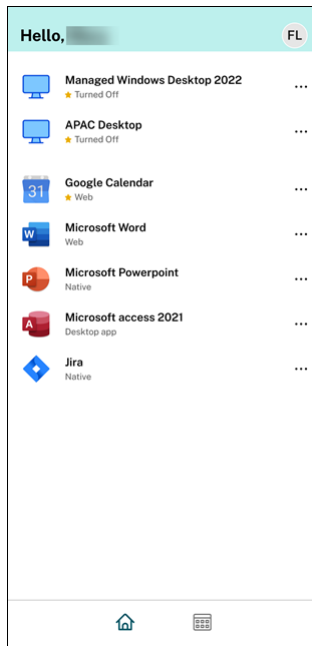 Hello,
FL
Managed Windows Desktop 2022
Turned Off
APAC Desktop
Turned Off
31
Google Calendar
Web
W
Microsoft Word
Web
P
Microsoft Powerpoint
Native
A
Microsoft access 2021
Desktop app
Jira
Native